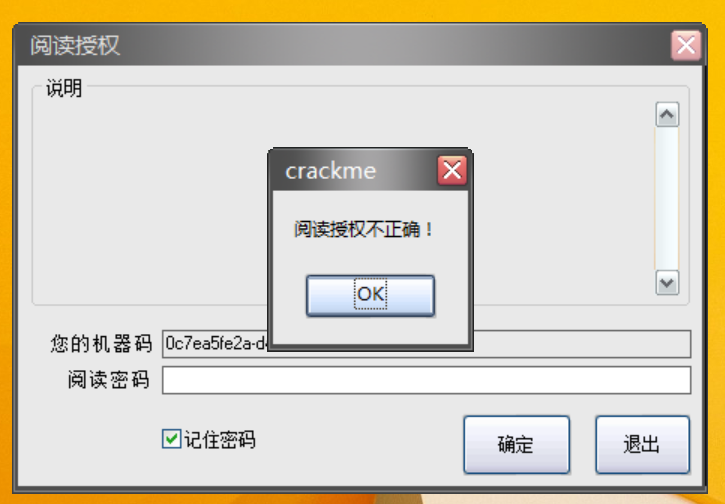 阅读授权
说明
crackme
阅读授权不正确！
OK
您的机器码 0c7ea5fe2a-d
阅读密码
记住密码
确定
退出